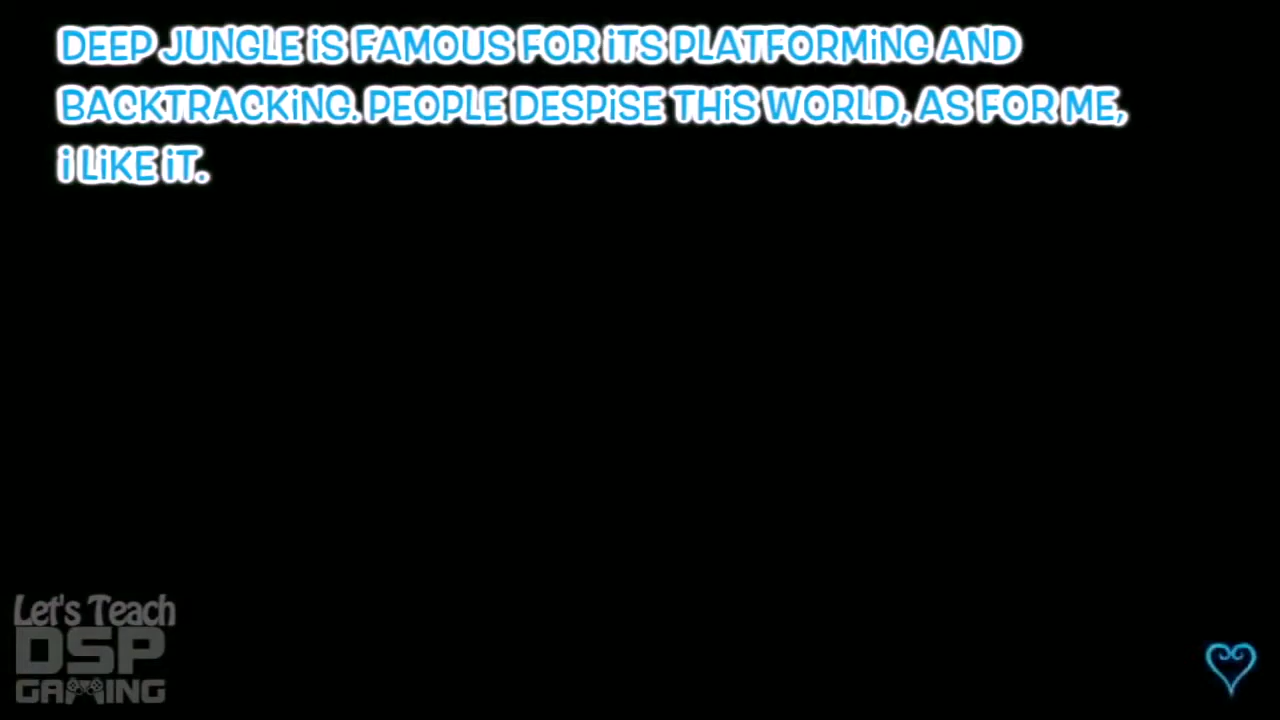 DEEP JUNGLE iS FAMOUS FOR iTS PLATFORMiNG AND
BACKTRACKiNG. PEOPLE DESPiSE THiS WORLD, AS FOR ME,
i LiKE iT.
Let's Teach
DSP
GAMING